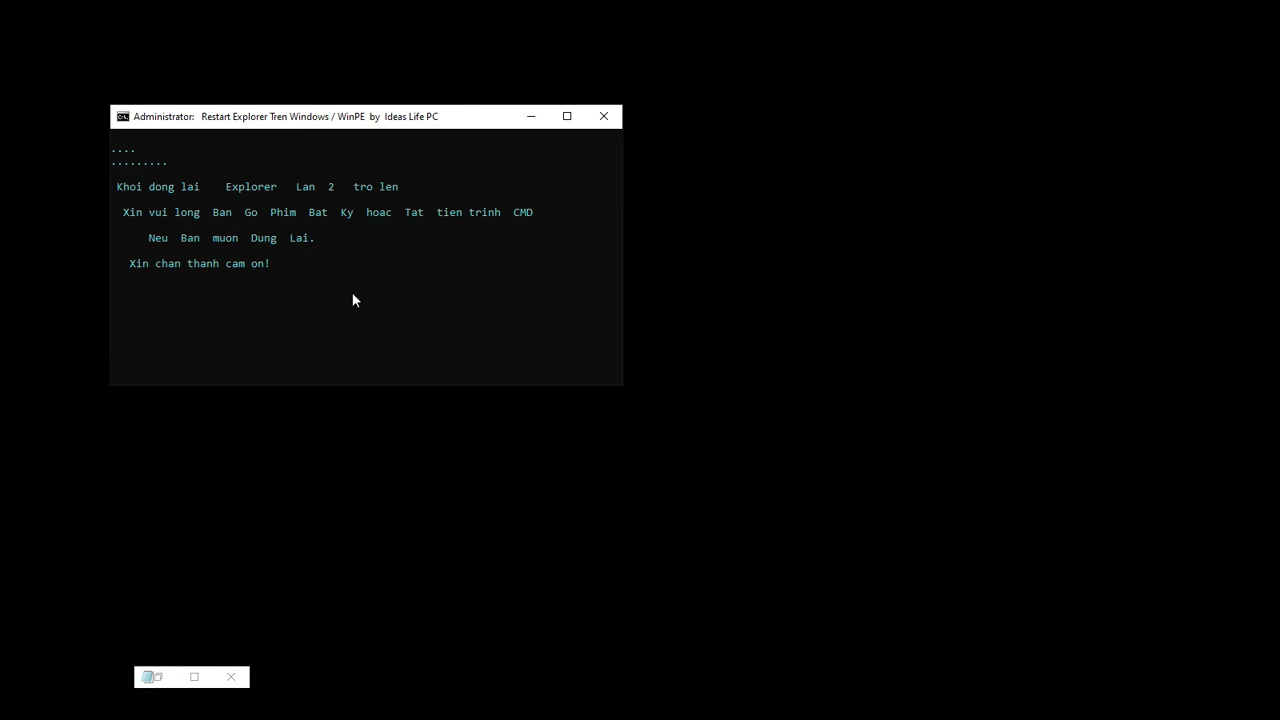 Administrator: Restart Explorer Tren Windows / WinPE by Ideas Life PC
....
.........
Khoi dong lai Explorer Lan 2 tro len
Xin vui long Ban Go Phim Bat Ky hoac Tat tien trinh CMD
Neu Ban muon Dung Lai.
Xin chan thanh cam on!